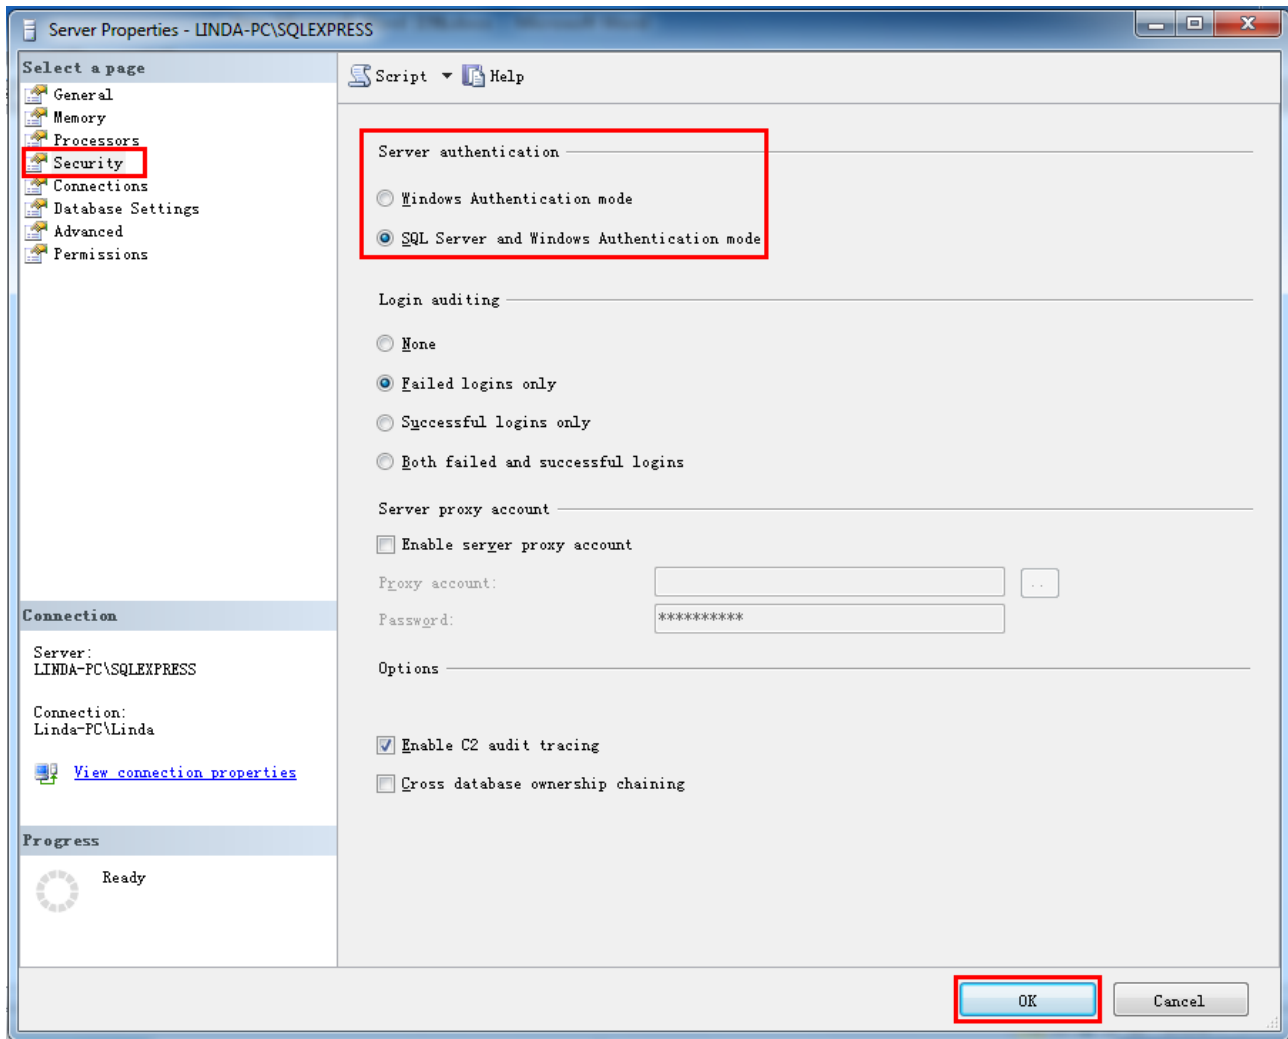 Server Properties - LINDA-PC\SQLEXPRESS
Select a page
General
Memory
Processors
Security
Connections
Database Settings
Advanced
Permissions
Script
Help
Server authentication
Windows Authentication mode
SQL Server and Windows Authentication mode
Login auditing
None
Failed logins only
Successful logins only
Both failed and successful logins
Server proxy account
Enable server proxy account
Proxy account:
..
Password:
**********
Options
Enable C2 audit tracing
Cross database ownership chaining
Connection
Server:
LINDA-PC\SQLEXPRESS
Connection:
Linda-PC\Linda
View connection properties
Progress
Ready
OK
Cancel